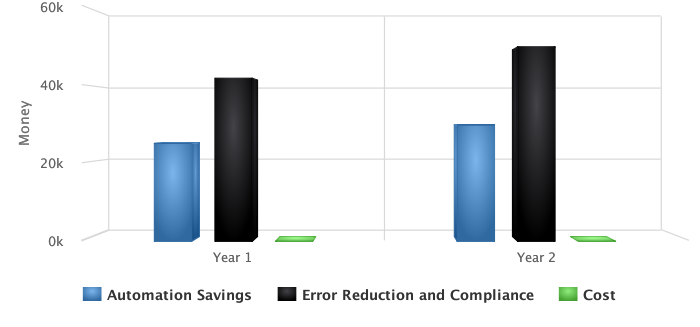 60k
40k
20k
0k
Money
Year 1
Year 2
Automation Savings
Error Reduction and Compliance
Cost